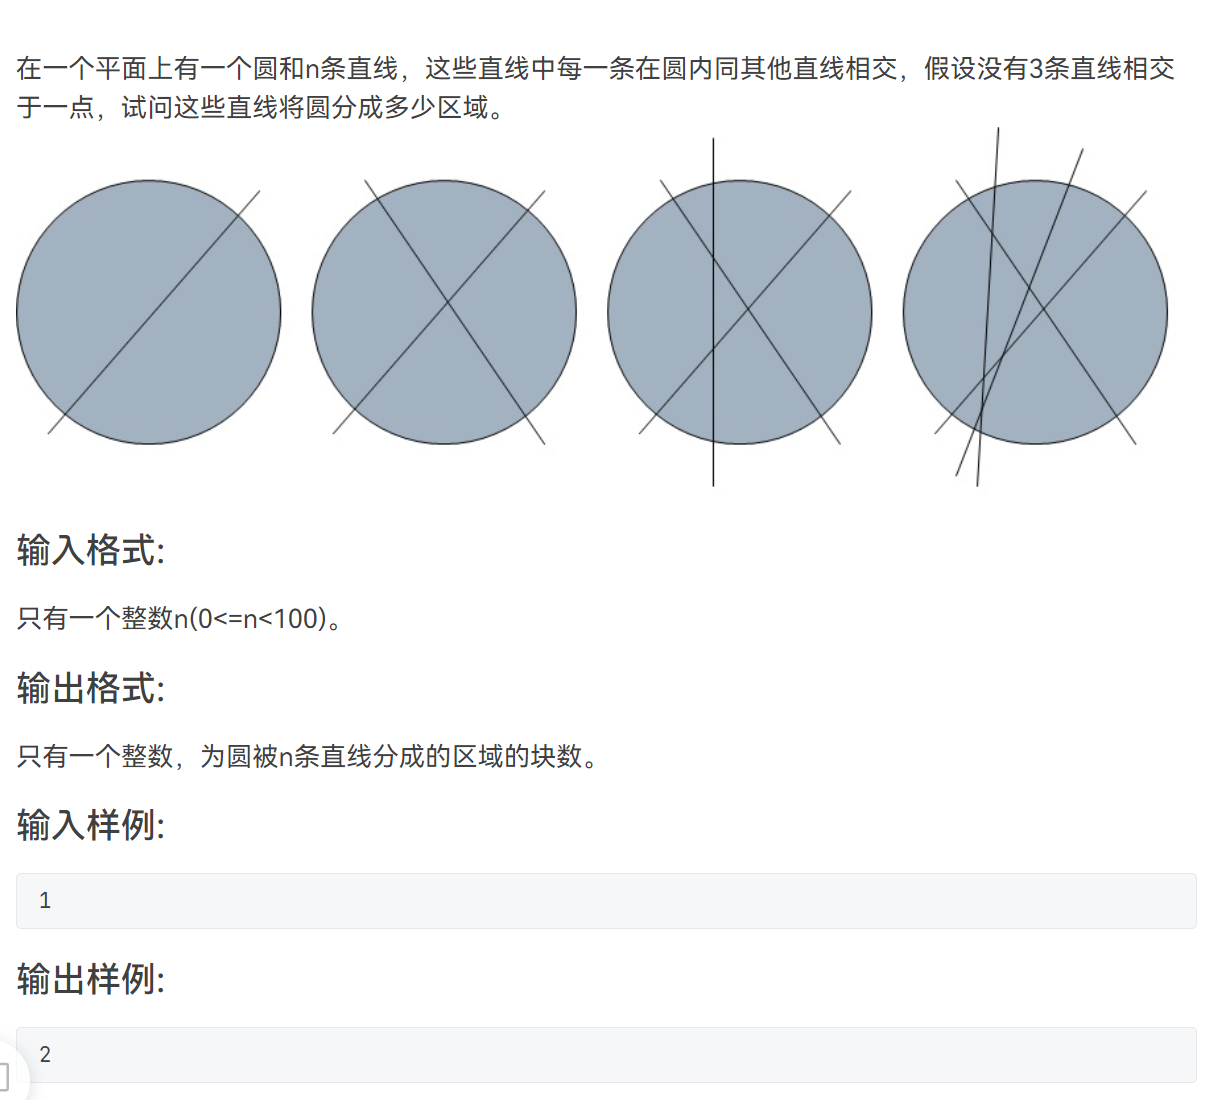 在一个平面上有一个圆和n条直线，这些直线中每一条在圆内同其他直线相交，假设没有3条直线相交
于一点，试问这些直线将圆分成多少区域。
输入格式:
只有一个整数n(0<=n<100)。
输出格式:
只有一个整数，为圆被n条直线分成的区域的块数。
输入样例:
1
输出样例:
2